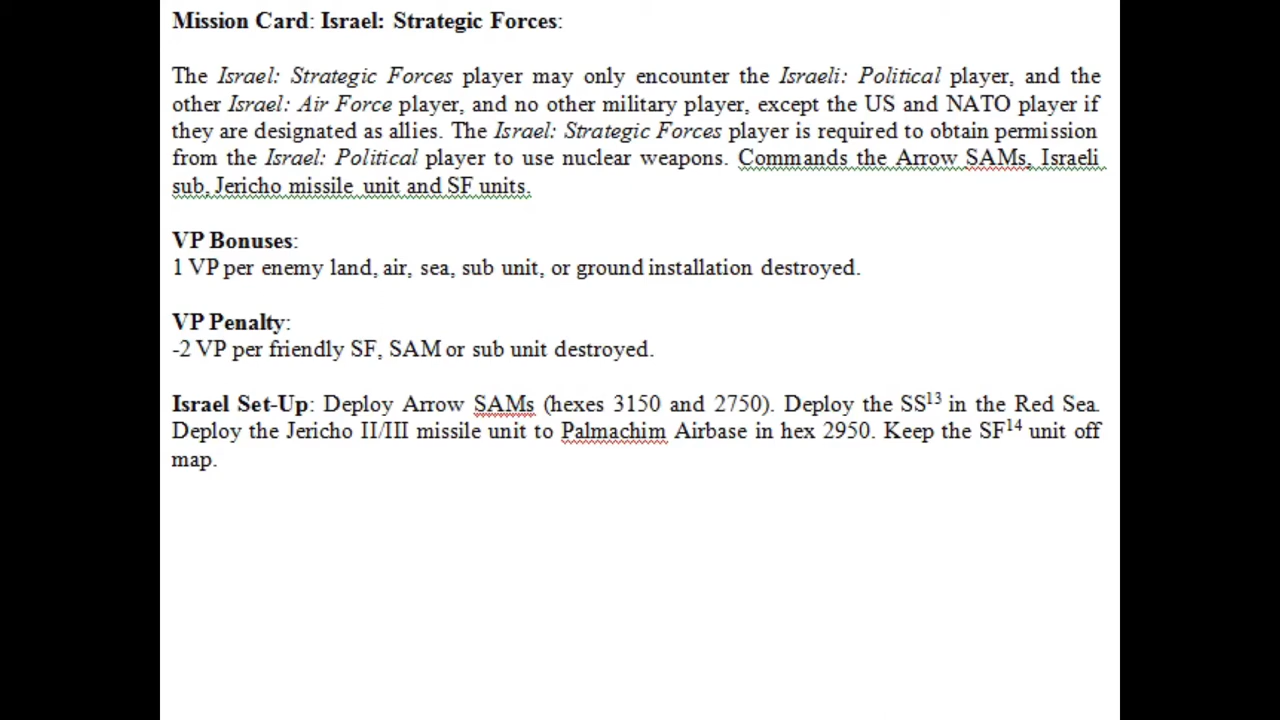 Mission Card: Israel: Strategic Forces:
The Israel: Strategic Forces player may only encounter the Israeli: Political player, and the
other Israel: Air Force player, and no other military player, except the US and NATO player if
they are designated as allies. The Israel: Strategic Forces player is required to obtain permission
from the Israel: Political player to use nuclear weapons. Commands the Arrow SAMs, Israeli
sub, Jericho missile unit and SF units.
VP Bonuses:
1 VP per enemy land, air, sea, sub unit, or ground installation destroyed.
VP Penalty:
-2 VP per friendly SF, SAM or sub unit destroyed.
Israel Set-Up: Deploy Arrow SAMs (hexes 3150 and 2750). Deploy the SS¹³ in the Red Sea.
Deploy the Jericho II/III missile unit to Palmachim Airbase in hex 2950. Keep the SF¹⁴ unit off
map.